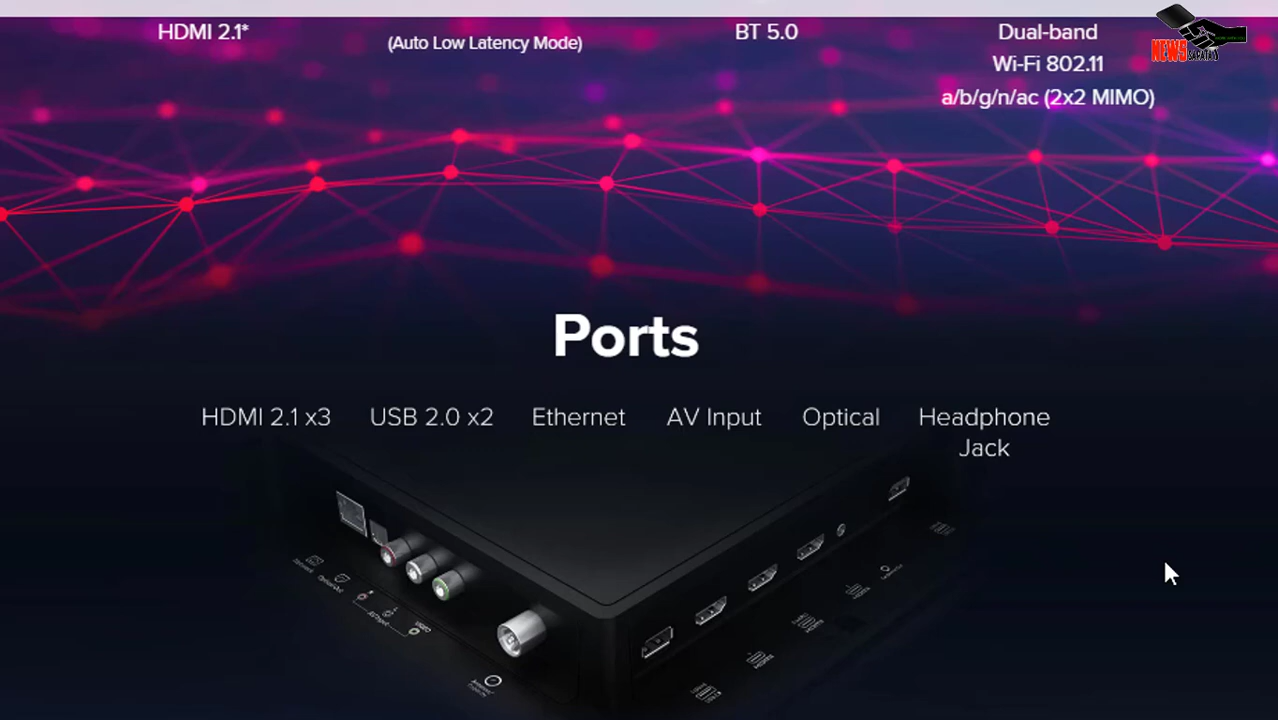 HDMI 2.1*
(Auto Low Latency Mode)
BT 5.0
Dual-band
Wi-Fi 802.11
a/b/g/n/ac (2x2 MIMO)
NEWS
Ports
HDMI 2.1 x3
USB 2.0 x2
Ethernet
AV Input
Optical
Headphone
Jack